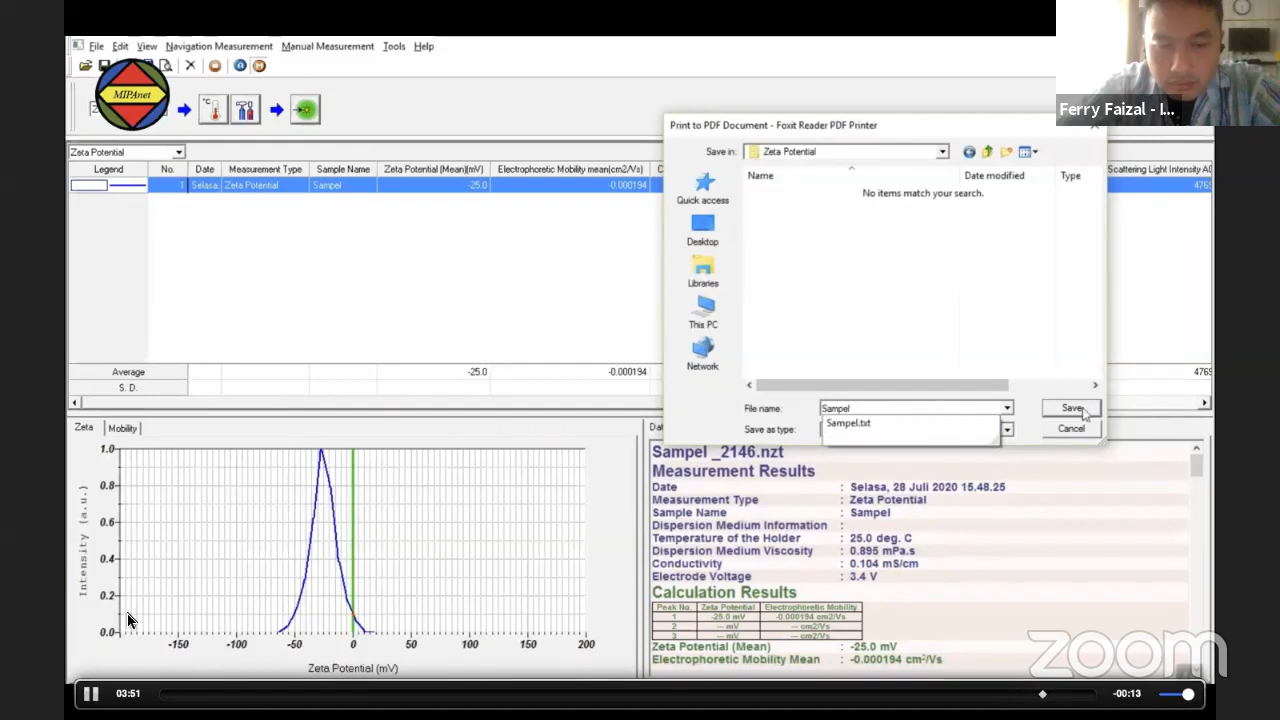 File Edit View Navigation Measurement Manual Measurement Tools Help
MIPAnet
Ferry Faizal - I...
Print to PDF Document - Foxit Reader PDF Printer
Save in: Zeta Potential
Name Date modified Type
No items match your search.
Quick access
Desktop
Libraries
This PC
Network
File name: Sampel Save
Sampel.txt
Save as type: Cancel
Zeta Potential
Legend No. Date Measurement Type Sample Name Zeta Potential (Mean)(mV) Electrophoretic Mobility mean(cm2/Vs) C Scattering Light Intensity
1 Selasa, Zeta Potential Sampel -25.0 -0.000194 476
Average -25.0 -0.000194 476
S. D.
Zeta Mobility
1.0
0.8
0.6
0.4
0.2
0.0
Intensity (a.u.)
-150 -100 -50 0 50 100 150 200
Zeta Potential (mV)
Sampel _2146.nzt
Measurement Results
Date : Selasa, 28 Juli 2020 15.48.25
Measurement Type : Zeta Potential
Sample Name : Sampel
Dispersion Medium Information :
Temperature of the Holder : 25.0 deg. C
Dispersion Medium Viscosity : 0.895 mPa.s
Conductivity : 0.104 mS/cm
Electrode Voltage : 3.4 V
Calculation Results
Peak No. Zeta Potential Electrophoretic Mobility
1 -25.0 mV -0.000194 cm2/Vs
2 -- mV -- cm2/Vs
3 -- mV -- cm2/Vs
Zeta Potential (Mean) : -25.0 mV
Electrophoretic Mobility Mean : -0.000194 cm²/Vs
zoom
03:51 -00:13